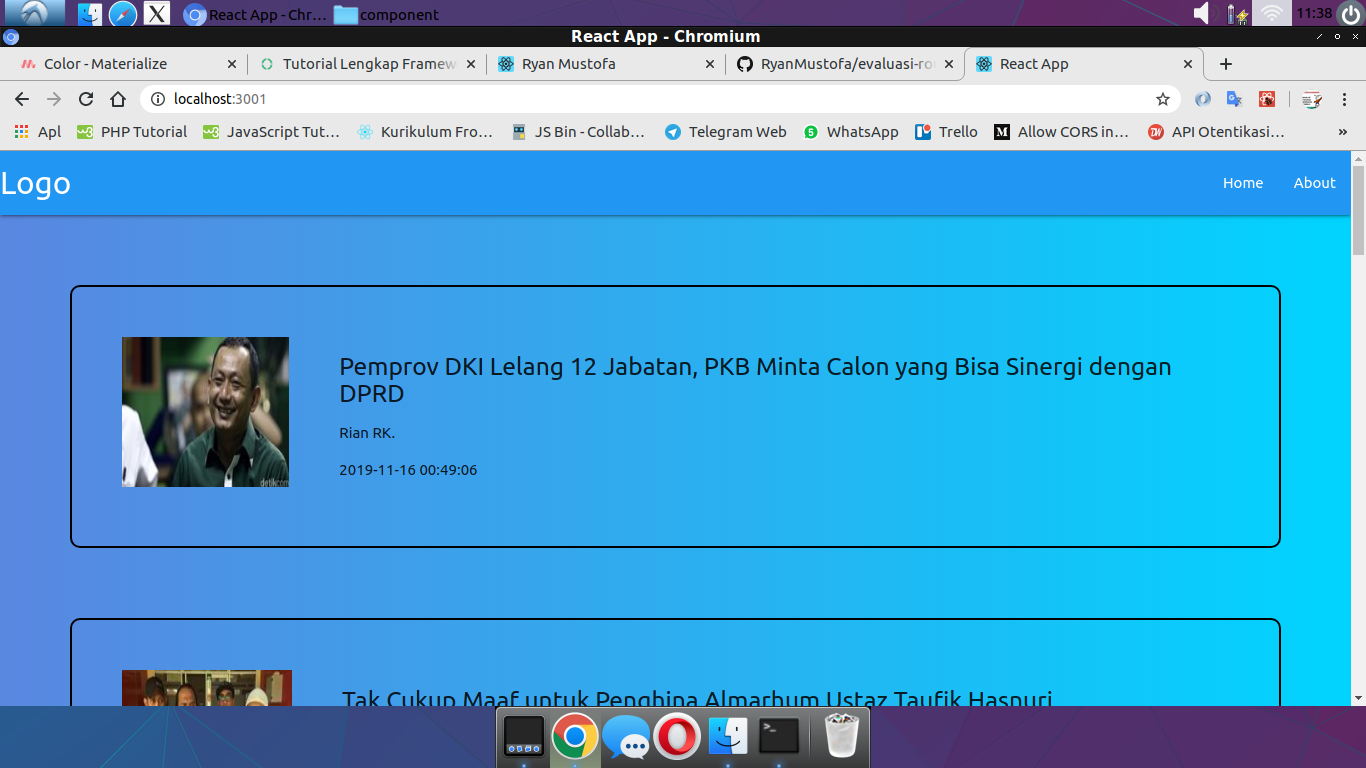 React App - Chr...
component
11:38
React App - Chromium
Color - Materialize
Tutorial Lengkap Framew
Ryan Mustofa
RyanMustofa/evaluasi-ro
React App
localhost:3001
Apl
PHP Tutorial
JavaScript Tut...
Kurikulum Fro...
JS Bin - Collab...
Telegram Web
WhatsApp
Trello
Allow CORS in...
API Otentikasi...
»
Logo
Home
About
Pemprov DKI Lelang 12 Jabatan, PKB Minta Calon yang Bisa Sinergi dengan
DPRD
Rian RK.
2019-11-16 00:49:06
detikcom
Tak Cukup Maaf untuk Penghina Almarhum Ustaz Taufik Hasnuri